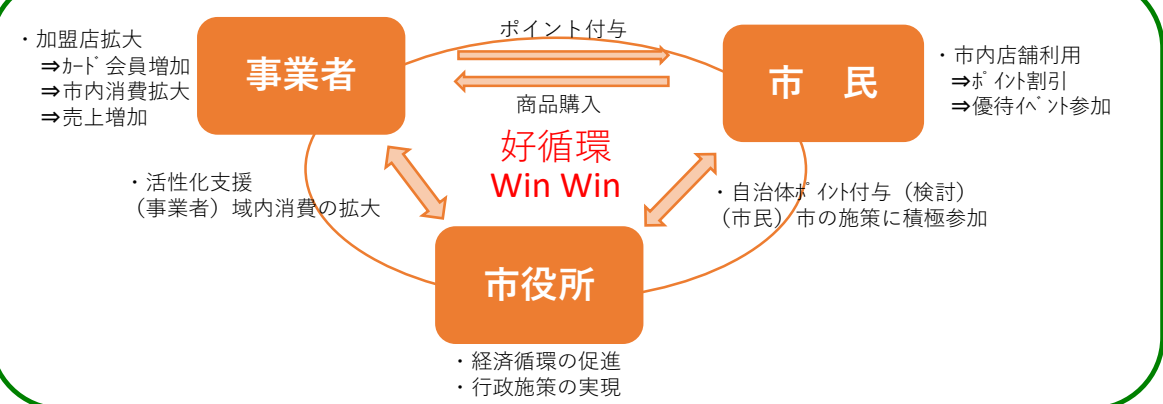 ・加盟店拡大
⇒ｶｰﾄﾞ会員増加
⇒市内消費拡大
⇒売上増加
事業者
ポイント付与
商品購入
市　民
・市内店舗利用
⇒ﾎﾟｲﾝﾄ割引
⇒優待ｲﾍﾞﾝﾄ参加
好循環
Win Win
・活性化支援
（事業者）域内消費の拡大
・自治体ﾎﾟｲﾝﾄ付与（検討）
（市民）市の施策に積極参加
市役所
・経済循環の促進
・行政施策の実現